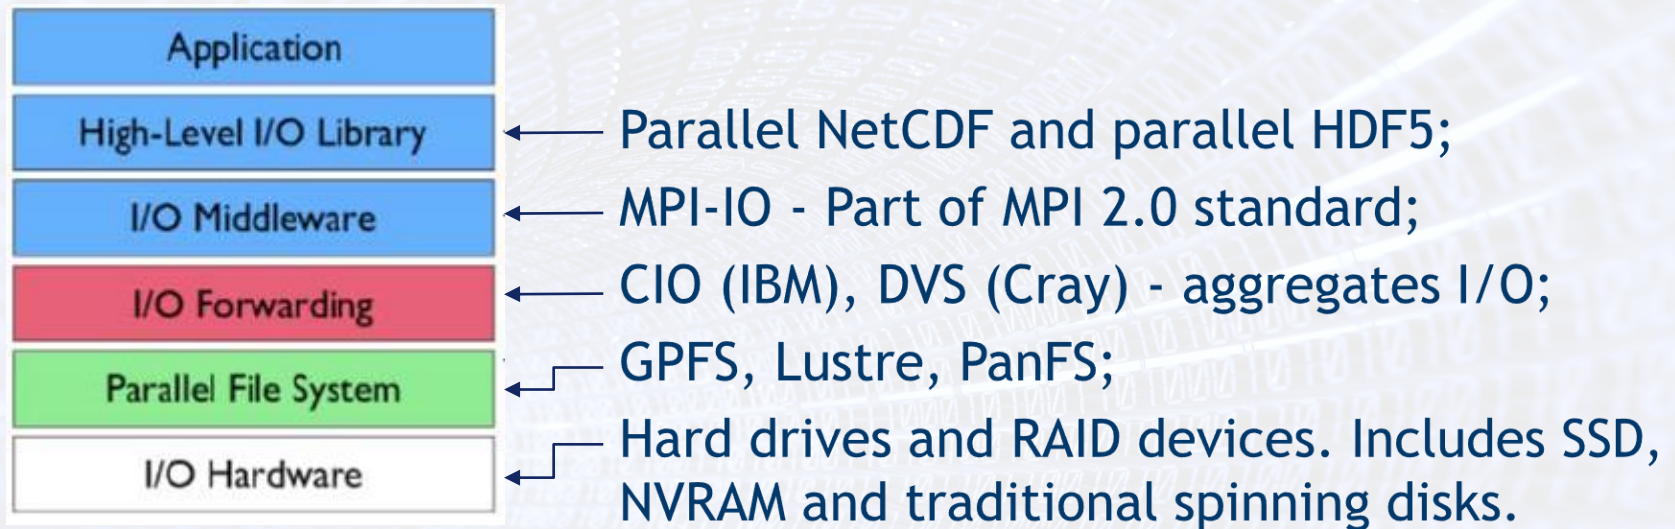 Application
High-Level I/O Library
Parallel NetCDF and parallel HDF5;
I/O Middleware
MPI-IO - Part of MPI 2.0 standard;
I/O Forwarding
CIO (IBM), DVS (Cray) - aggregates I/O;
Parallel File System
GPFS, Lustre, PanFS;
I/O Hardware
Hard drives and RAID devices. Includes SSD,
NVRAM and traditional spinning disks.